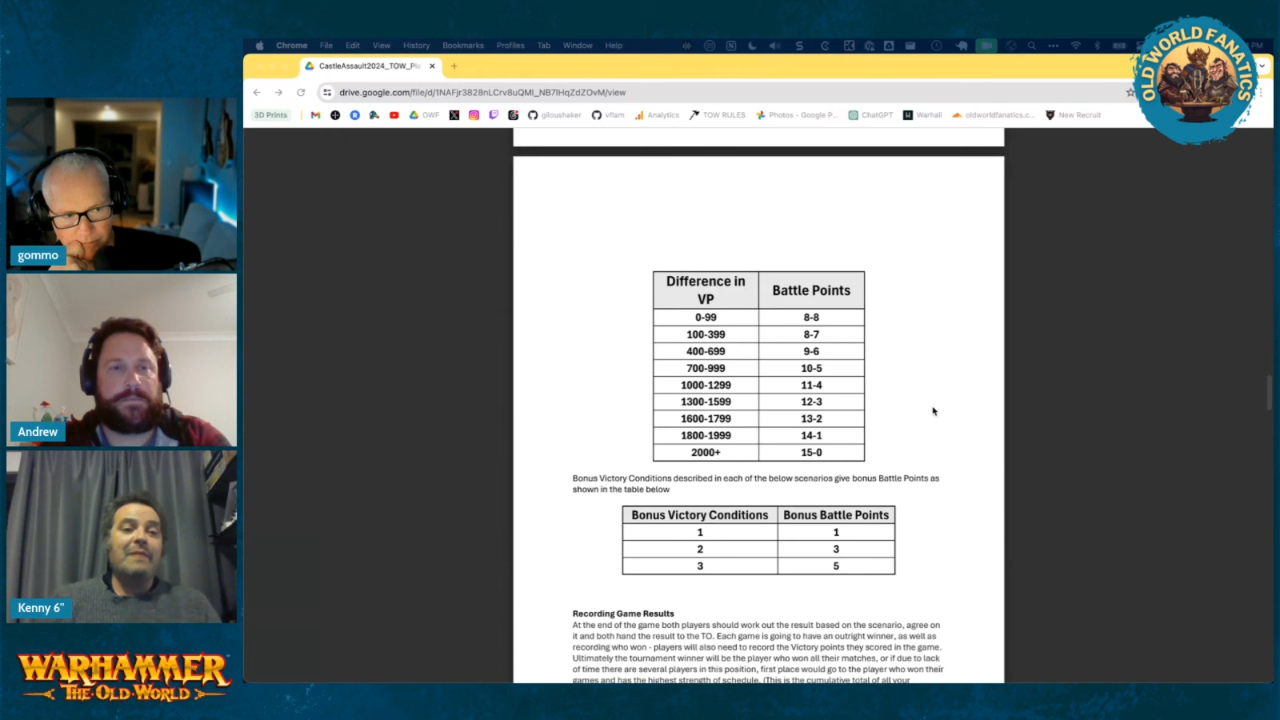 Chrome File Edit View History Bookmarks Profiles Tab Window Help
CastleAssault2024_TOW_Pl
drive.google.com/file/d/1NAFjr3828nLCrv8uQMl_NB7IHqZdZOvM/view
3D Prints OWF gilloushaker vflam Analytics TOW RULES Photos - Google P... ChatGPT Warhall oldworldfanatics.c... New Recruit
OLD WORLD FANATICS
gommo
Andrew
Kenny 6"
WARHAMMER
THE OLD WORLD
Difference in VP Battle Points
0-99 8-8
100-399 8-7
400-699 9-6
700-999 10-5
1000-1299 11-4
1300-1599 12-3
1600-1799 13-2
1800-1999 14-1
2000+ 15-0
Bonus Victory Conditions described in each of the below scenarios give bonus Battle Points as
shown in the table below
Bonus Victory Conditions Bonus Battle Points
1 1
2 3
3 5
Recording Game Results
At the end of the game both players should work out the result based on the scenario, agree on
it and both hand the result to the TO. Each game is going to have an outright winner, as well as
recording who won - players will also need to record the Victory points they scored in the game.
Ultimately the tournament winner will be the player who won all their matches, or if due to lack
of time there are several players in this position, first place would go to the player who won their
games and has the highest strength of schedule. (This is the cumulative total of all your